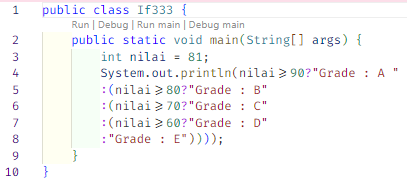 1 public class If333 {
Run | Debug | Run main | Debug main
2 public static void main(String[] args) {
3 int nilai = 81;
4 System.out.println(nilai≥90?"Grade : A "
5 :(nilai≥80?"Grade : B"
6 :(nilai≥70?"Grade : C"
7 :(nilai≥60?"Grade : D"
8 :"Grade : E"))));
9 }
10 }